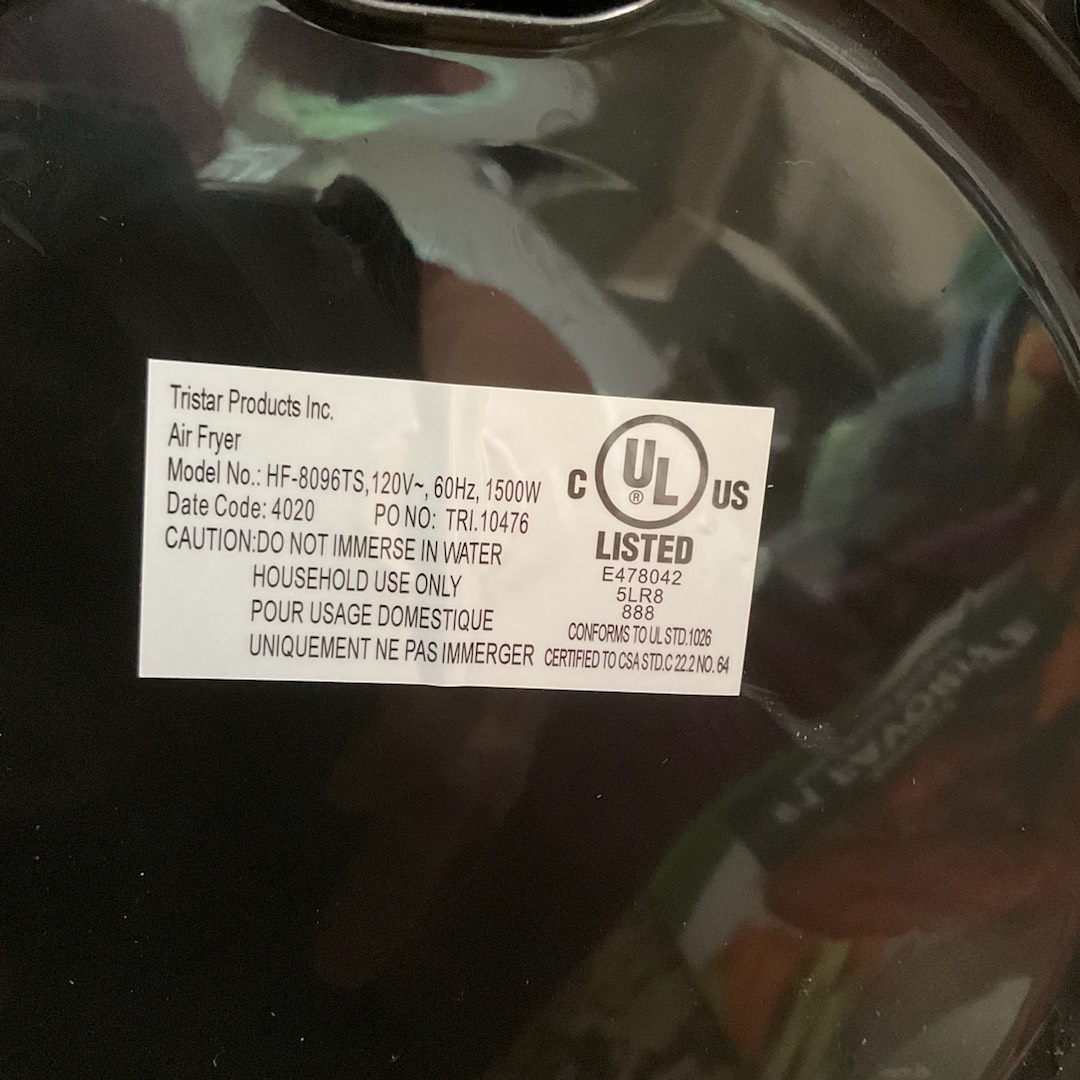 Tristar Products Inc.
Air Fryer
Model No.: HF-8096TS,120V~, 60Hz, 1500W
Date Code: 4020 PO NO: TRI.10476
CAUTION:DO NOT IMMERSE IN WATER
HOUSEHOLD USE ONLY
POUR USAGE DOMESTIQUE
UNIQUEMENT NE PAS IMMERGER
C UL ® US
LISTED
E478042
5LR8
888
CONFORMS TO UL STD.1026
CERTIFIED TO CSA STD.C 22.2 NO. 64